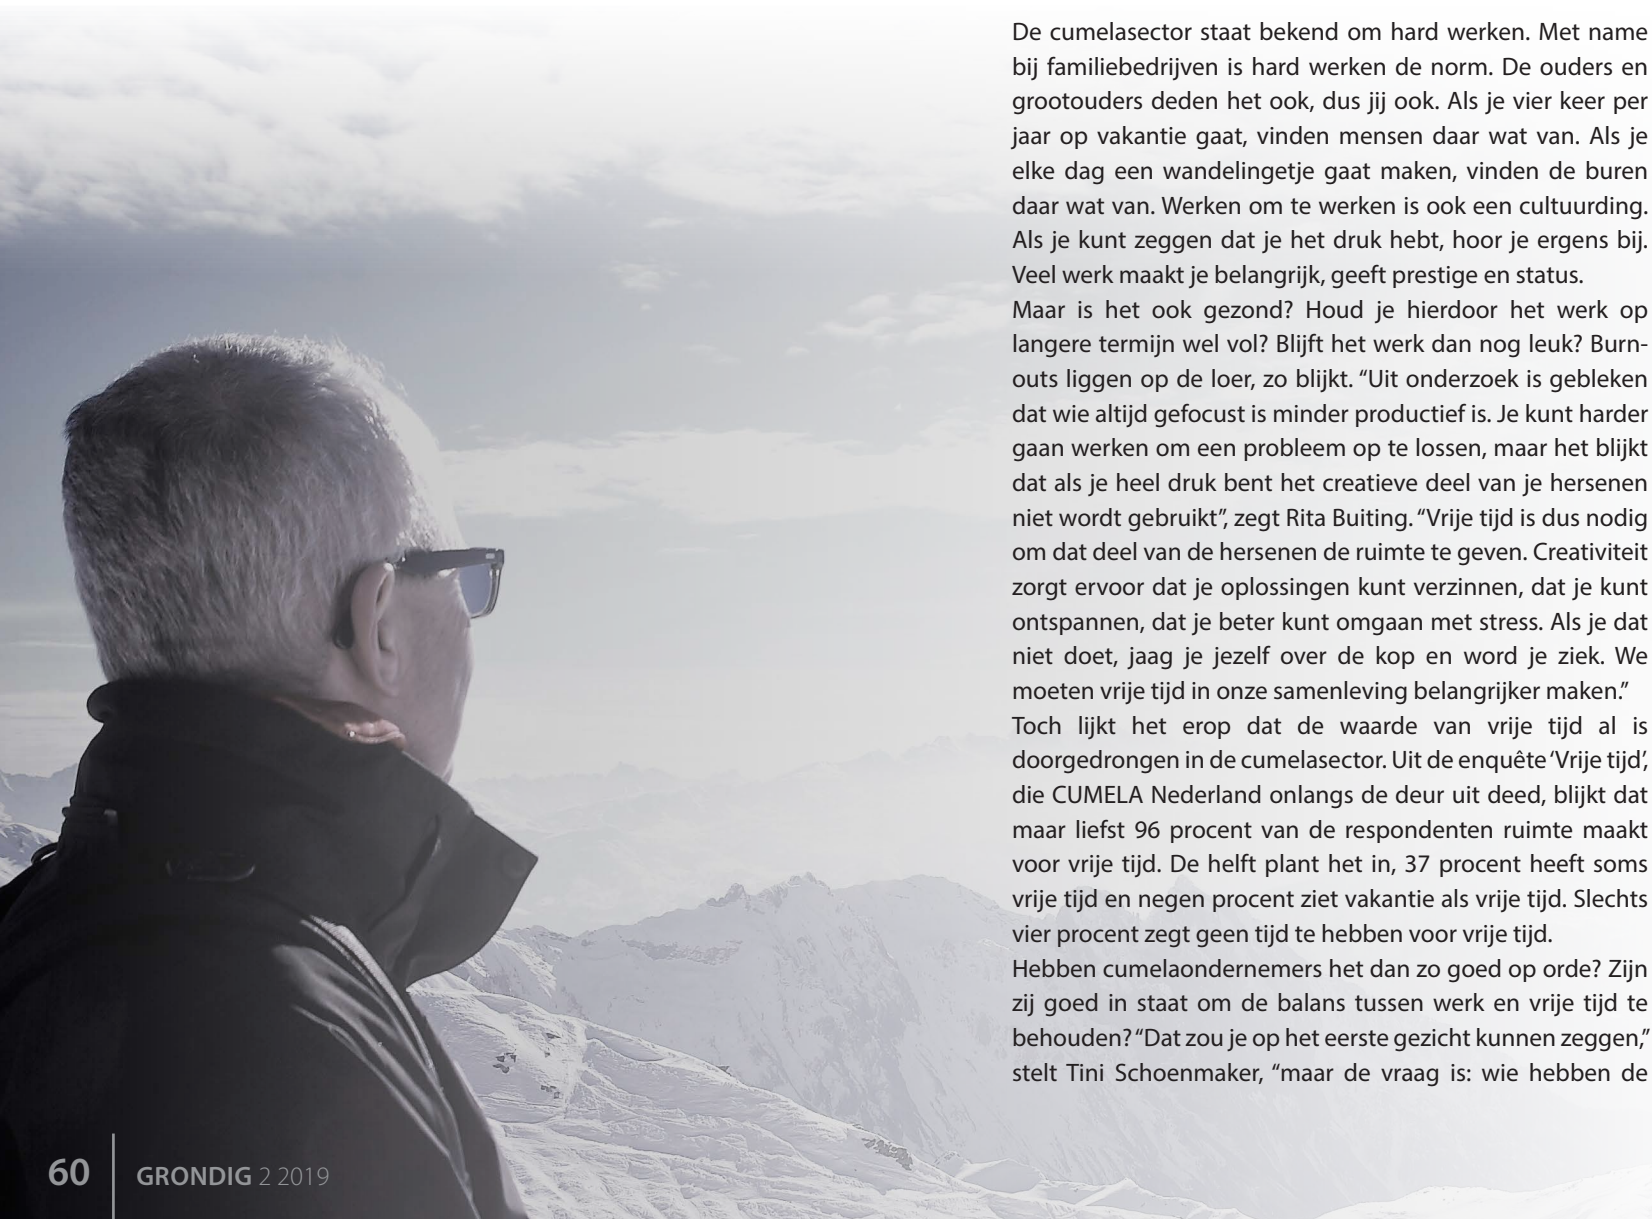 De cumelasector staat bekend om hard werken. Met name
bij familiebedrijven is hard werken de norm. De ouders en
grootouders deden het ook, dus jij ook. Als je vier keer per
jaar op vakantie gaat, vinden mensen daar wat van. Als je
elke dag een wandelingetje gaat maken, vinden de buren
daar wat van. Werken om te werken is ook een cultuurding.
Als je kunt zeggen dat je het druk hebt, hoor je ergens bij.
Veel werk maakt je belangrijk, geeft prestige en status.
Maar is het ook gezond? Houd je hierdoor het werk op
langere termijn wel vol? Blijft het werk dan nog leuk? Burn-
outs liggen op de loer, zo blijkt. “Uit onderzoek is gebleken
dat wie altijd gefocust is minder productief is. Je kunt harder
gaan werken om een probleem op te lossen, maar het blijkt
dat als je heel druk bent het creatieve deel van je hersenen
niet wordt gebruikt”, zegt Rita Buiting. “Vrije tijd is dus nodig
om dat deel van de hersenen de ruimte te geven. Creativiteit
zorgt ervoor dat je oplossingen kunt verzinnen, dat je kunt
ontspannen, dat je beter kunt omgaan met stress. Als je dat
niet doet, jaag je jezelf over de kop en word je ziek. We
moeten vrije tijd in onze samenleving belangrijker maken.”
Toch lijkt het erop dat de waarde van vrije tijd al is
doorgedrongen in de cumelasector. Uit de enquête ‘Vrije tijd’,
die CUMELA Nederland onlangs de deur uit deed, blijkt dat
maar liefst 96 procent van de respondenten ruimte maakt
voor vrije tijd. De helft plant het in, 37 procent heeft soms
vrije tijd en negen procent ziet vakantie als vrije tijd. Slechts
vier procent zegt geen tijd te hebben voor vrije tijd.
Hebben cumelaondernemers het dan zo goed op orde? Zijn
zij goed in staat om de balans tussen werk en vrije tijd te
behouden? “Dat zou je op het eerste gezicht kunnen zeggen,”
stelt Tini Schoenmaker, “maar de vraag is: wie hebben de
60 GRONDIG 2 2019